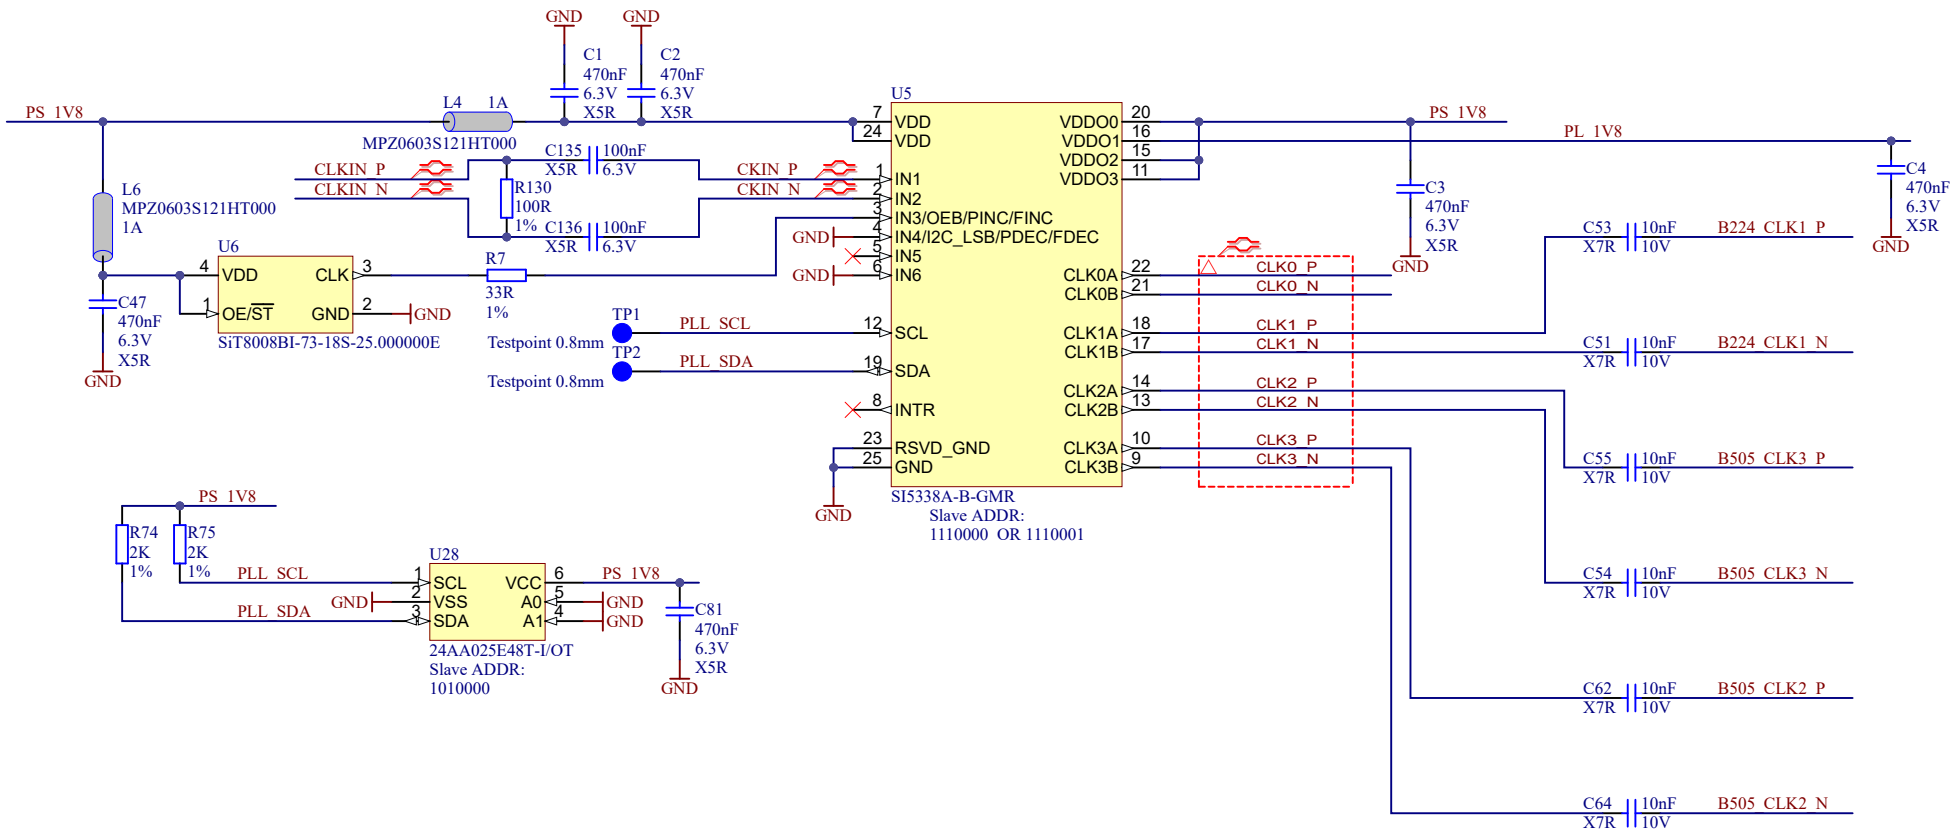 GND
GND
C1
470nF
6.3V
X5R
C2
470nF
6.3V
X5R
PS_1V8
L4 1A
MPZ0603S121HT000
L6
MPZ0603S121HT000
1A
CLKIN_P
CLKIN_N
C135 100nF
X5R 6.3V
R130
100R
1%
C136 100nF
X5R 6.3V
CKIN_P
CKIN_N
U6
4 VDD
1 OE/ST
CLK 3
GND 2
GND
SiT8008BI-73-18S-25.000000E
C47
470nF
6.3V
X5R
GND
R7
33R
1%
GND
GND
TP1
Testpoint 0.8mm
TP2
Testpoint 0.8mm
PLL_SCL
PLL_SDA
U5
7 VDD
24 VDD
1 IN1
2 IN2
3 IN3/OEB/PINC/FINC
4 IN4/I2C_LSB/PDEC/FDEC
5 IN5
6 IN6
12 SCL
19 SDA
8 INTR
23 RSVD_GND
25 GND
GND
VDDO0 20
VDDO1 16
VDDO2 15
VDDO3 11
CLK0A 22
CLK0B 21
CLK1A 18
CLK1B 17
CLK2A 14
CLK2B 13
CLK3A 10
CLK3B 9
SI5338A-B-GMR
Slave ADDR:
1110000 OR 1110001
PS_1V8
PL_1V8
C3
470nF
6.3V
X5R
GND
C4
470nF
6.3V
X5R
GND
CLK0_P
CLK0_N
CLK1_P
CLK1_N
CLK2_P
CLK2_N
CLK3_P
CLK3_N
C53 10nF B224_CLK1_P
X7R 10V
C51 10nF B224_CLK1_N
X7R 10V
C55 10nF B505_CLK3_P
X7R 10V
C54 10nF B505_CLK3_N
X7R 10V
C62 10nF B505_CLK2_P
X7R 10V
C64 10nF B505_CLK2_N
X7R 10V
PS_1V8
R74
2K
1%
R75
2K
1%
PLL_SCL
GND
PLL_SDA
U28
1 SCL
2 VSS
3 SDA
VCC 6
A0 5
A1 4
24AA025E48T-I/OT
Slave ADDR:
1010000
PS_1V8
GND
GND
C81
470nF
6.3V
X5R
GND